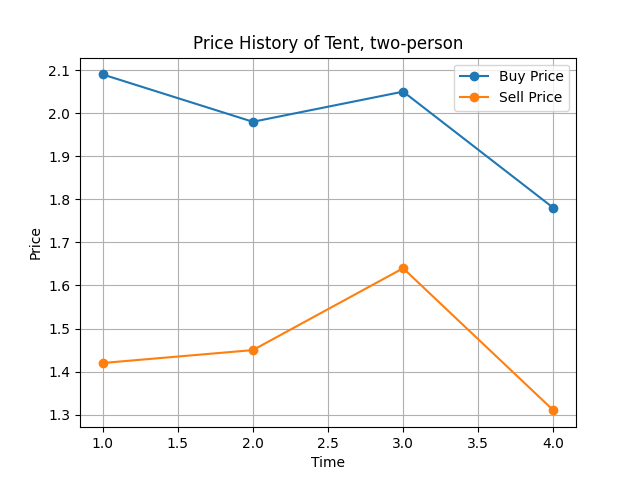 Price History of Tent, two-person
Buy Price
Sell Price
2.1
2.0
1.9
1.8
1.7
1.6
1.5
1.4
1.3
Price
1.0 1.5 2.0 2.5 3.0 3.5 4.0
Time